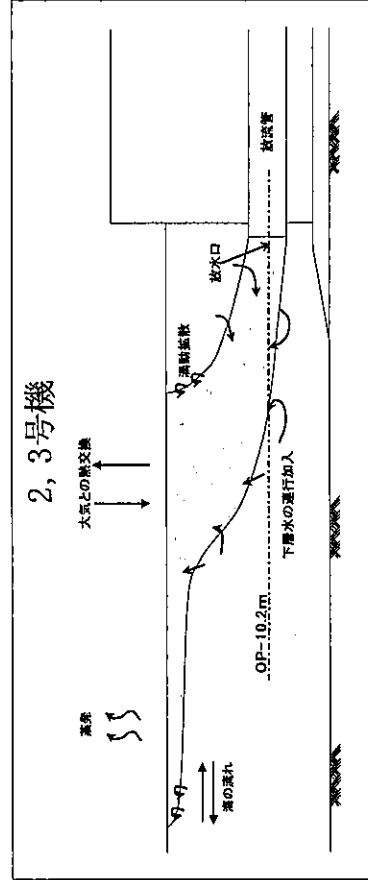 2,3号機
大気との熱交換
蒸発
渦動拡散
放水口
放流管
海の流れ
OP-10.2m
下層水の連行加入